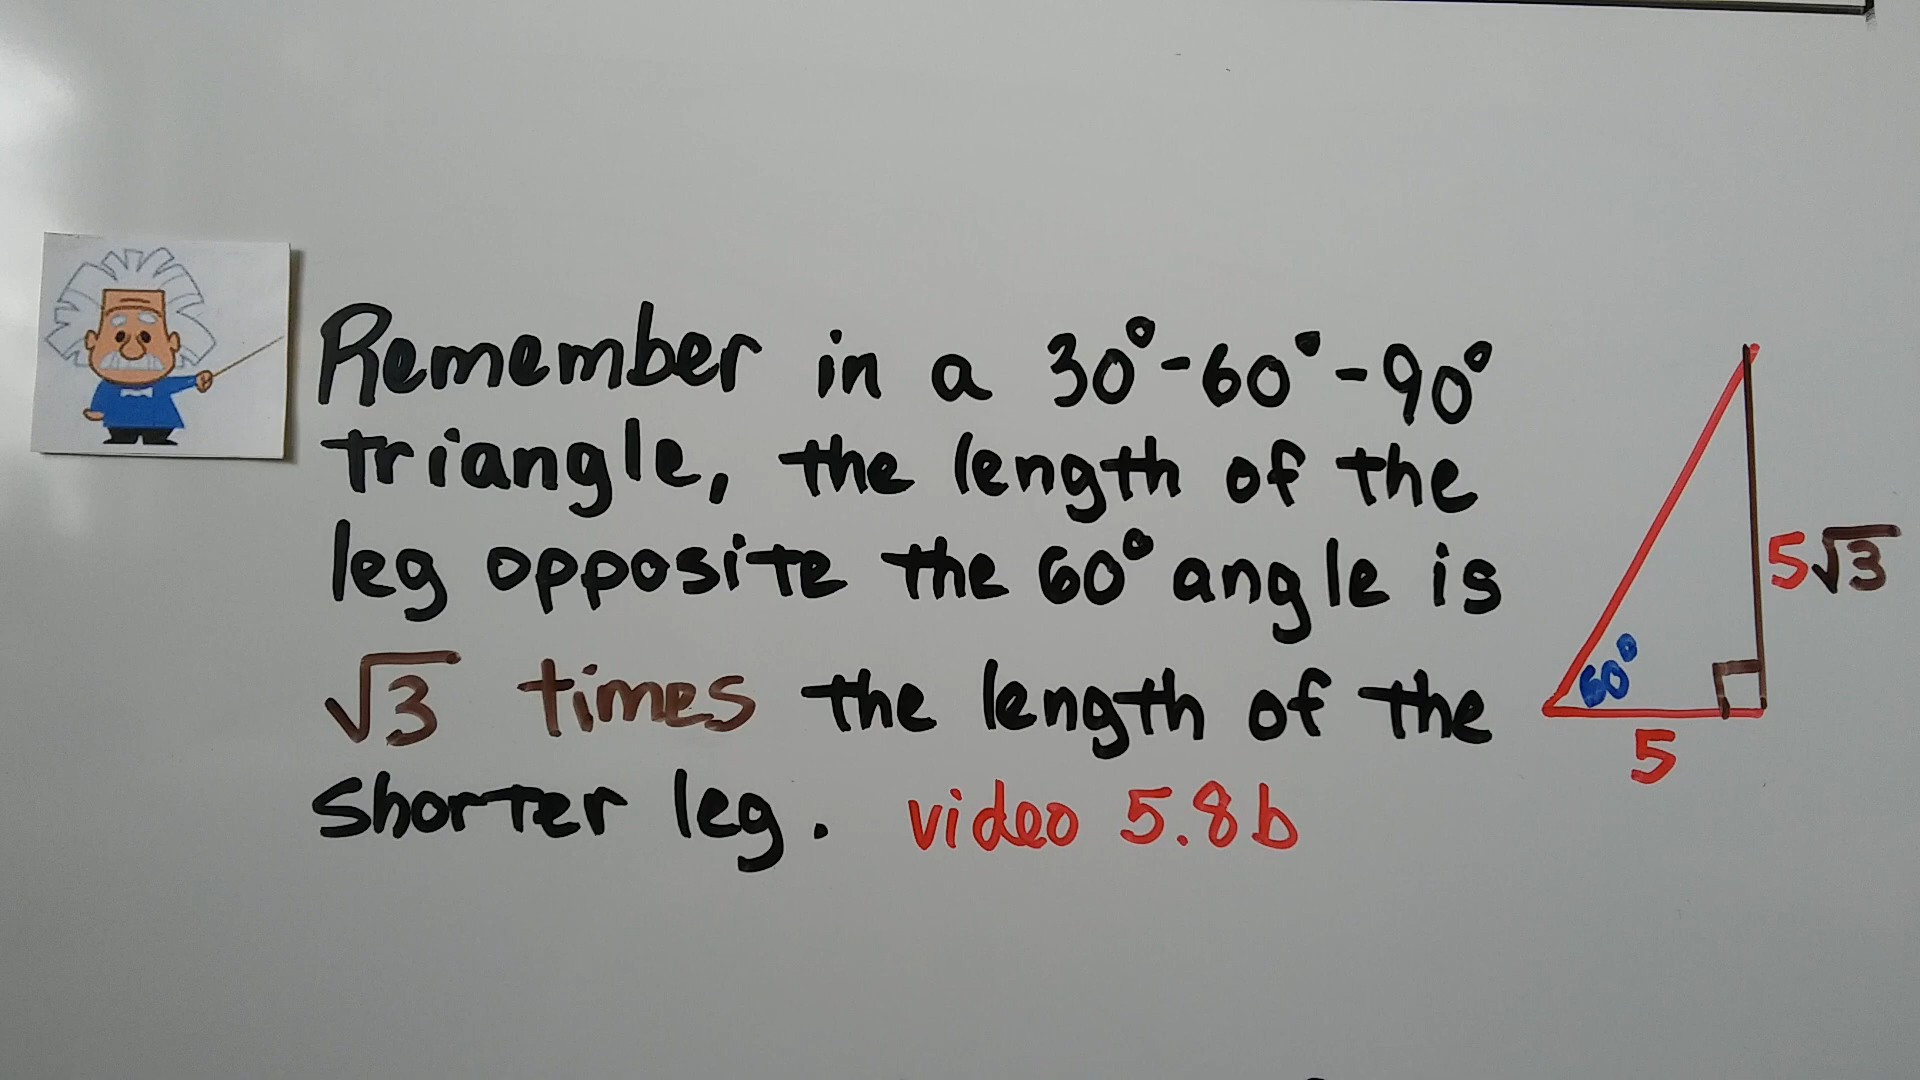 Remember in a 30°-60°-90°
triangle, the length of the
leg opposite the 60° angle is
√3 times the length of the
shorter leg. video 5.8b
5√3
60°
5